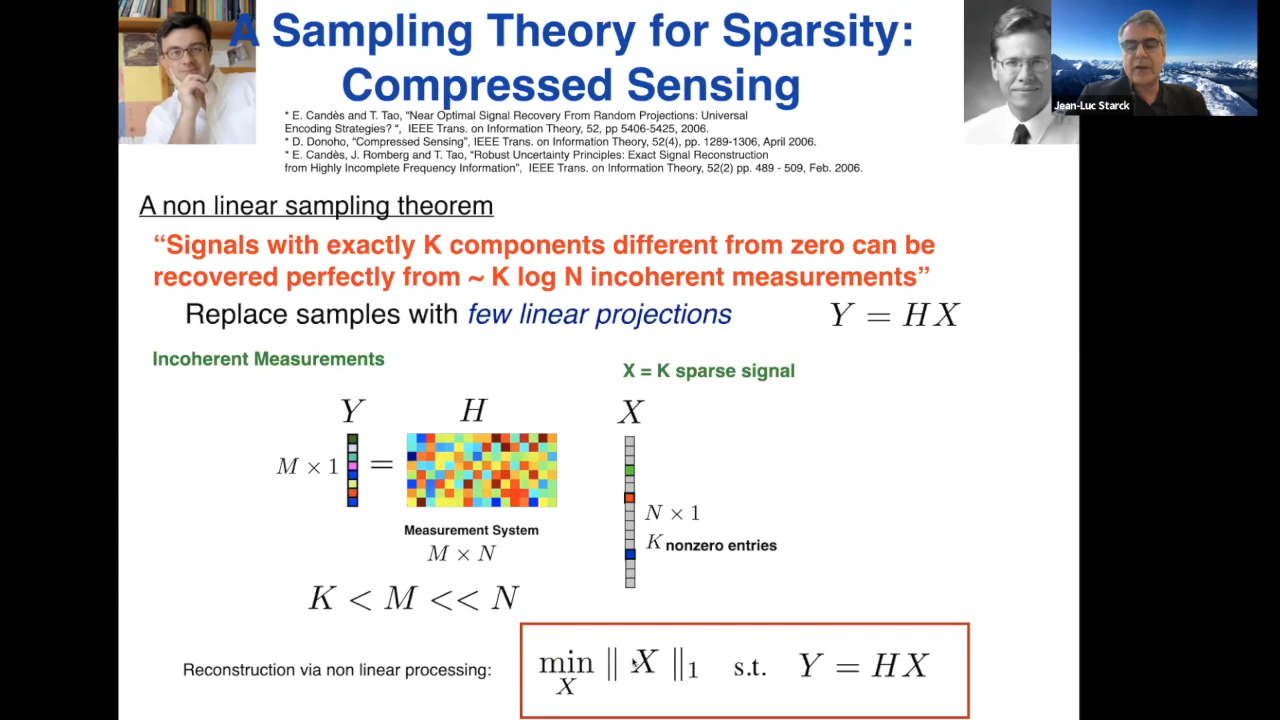 A Sampling Theory for Sparsity:
Compressed Sensing
Jean-Luc Starck
* E. Candès and T. Tao, “Near Optimal Signal Recovery From Random Projections: Universal
Encoding Strategies? “, IEEE Trans. on Information Theory, 52, pp 5406-5425, 2006.
* D. Donoho, “Compressed Sensing”, IEEE Trans. on Information Theory, 52(4), pp. 1289-1306, April 2006.
* E. Candès, J. Romberg and T. Tao, “Robust Uncertainty Principles: Exact Signal Reconstruction
from Highly Incomplete Frequency Information”, IEEE Trans. on Information Theory, 52(2) pp. 489 - 509, Feb. 2006.
A non linear sampling theorem
“Signals with exactly K components different from zero can be
recovered perfectly from ~ K log N incoherent measurements”
Replace samples with few linear projections Y = HX
Incoherent Measurements
X = K sparse signal
Y H X
M × 1 =
N × 1
K nonzero entries
Measurement System
M × N
K < M << N
Reconstruction via non linear processing: min ‖ X ‖₁ s.t. Y = HX
X